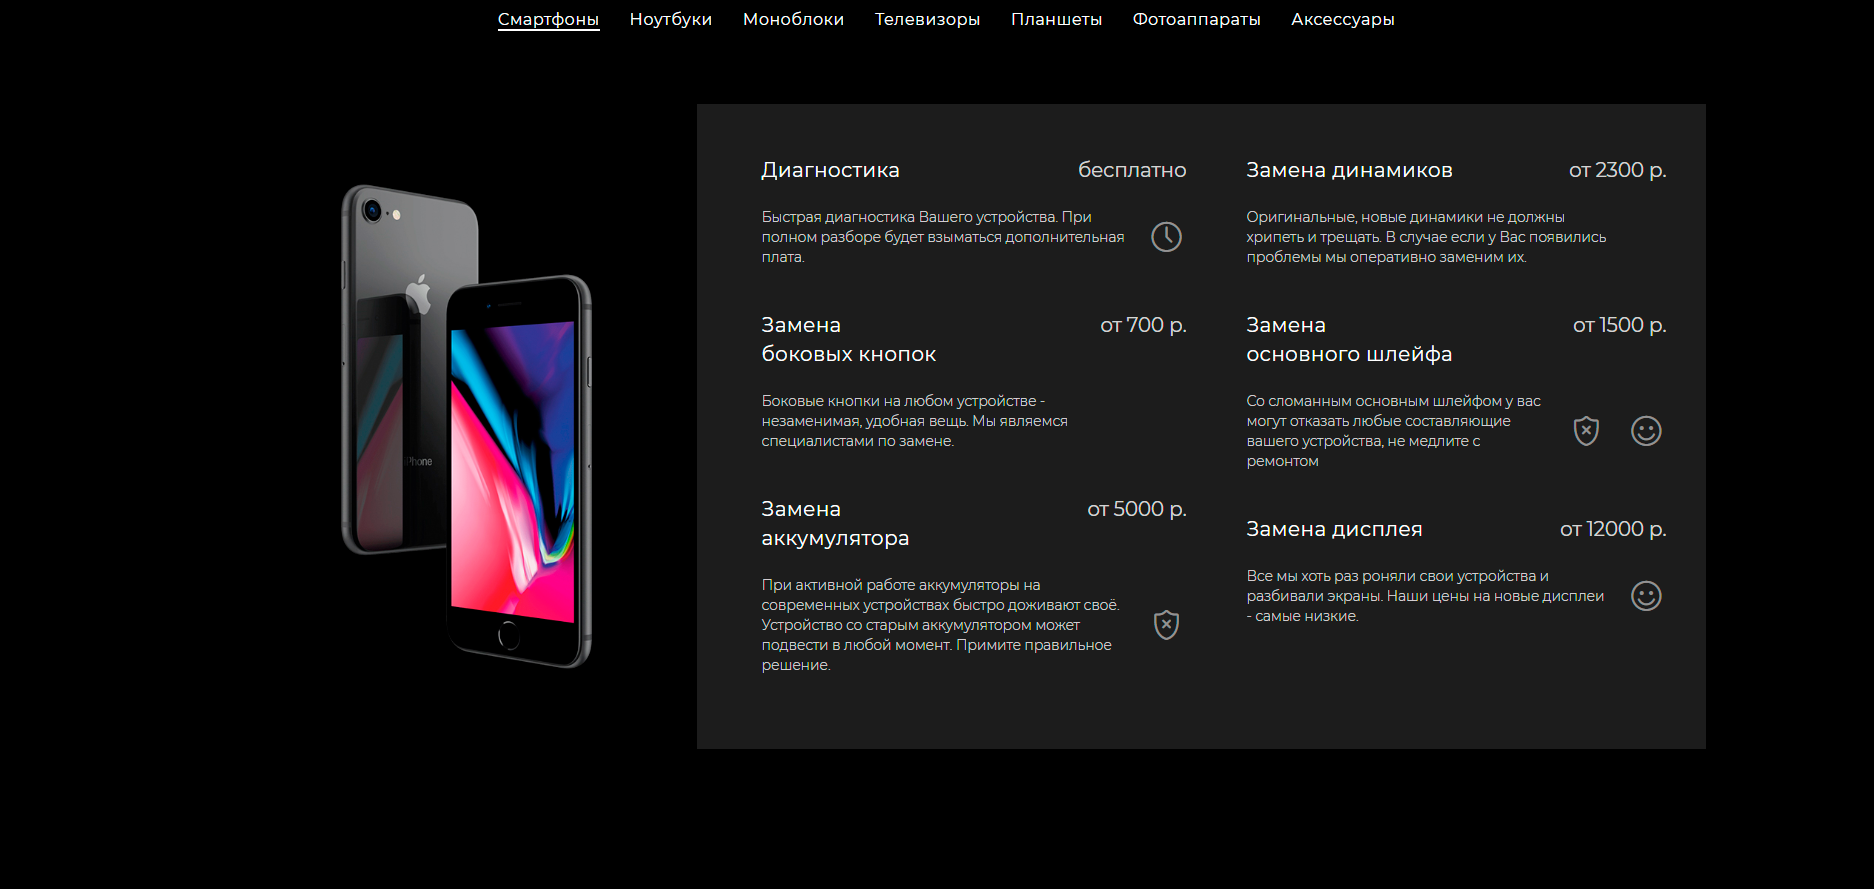 Смартфоны Ноутбуки Моноблоки Телевизоры Планшеты Фотоаппараты Аксессуары
iPhone
Диагностика бесплатно
Быстрая диагностика Вашего устройства. При
полном разборе будет взыматься дополнительная
плата.
Замена от 700 р.
боковых кнопок
Боковые кнопки на любом устройстве -
незаменимая, удобная вещь. Мы являемся
специалистами по замене.
Замена от 5000 р.
аккумулятора
При активной работе аккумуляторы на
современных устройствах быстро доживают своё.
Устройство со старым аккумулятором может
подвести в любой момент. Примите правильное
решение.
Замена динамиков от 2300 р.
Оригинальные, новые динамики не должны
хрипеть и трещать. В случае если у Вас появились
проблемы мы оперативно заменим их.
Замена от 1500 р.
основного шлейфа
Со сломанным основным шлейфом у вас
могут отказать любые составляющие
вашего устройства, не медлите с
ремонтом
Замена дисплея от 12000 р.
Все мы хоть раз роняли свои устройства и
разбивали экраны. Наши цены на новые дисплеи
- самые низкие.